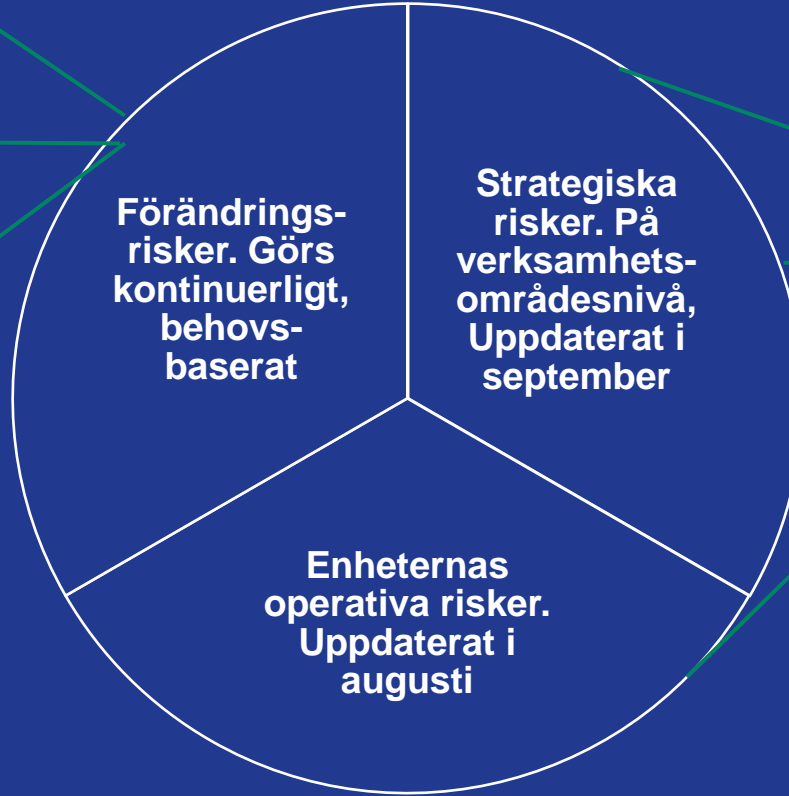 Förändrings-
risker. Görs
kontinuerligt,
behovs-
baserat
Strategiska
risker. På
verksamhets-
områdesnivå,
Uppdaterat i
september
Enheternas
operativa risker.
Uppdaterat i
augusti